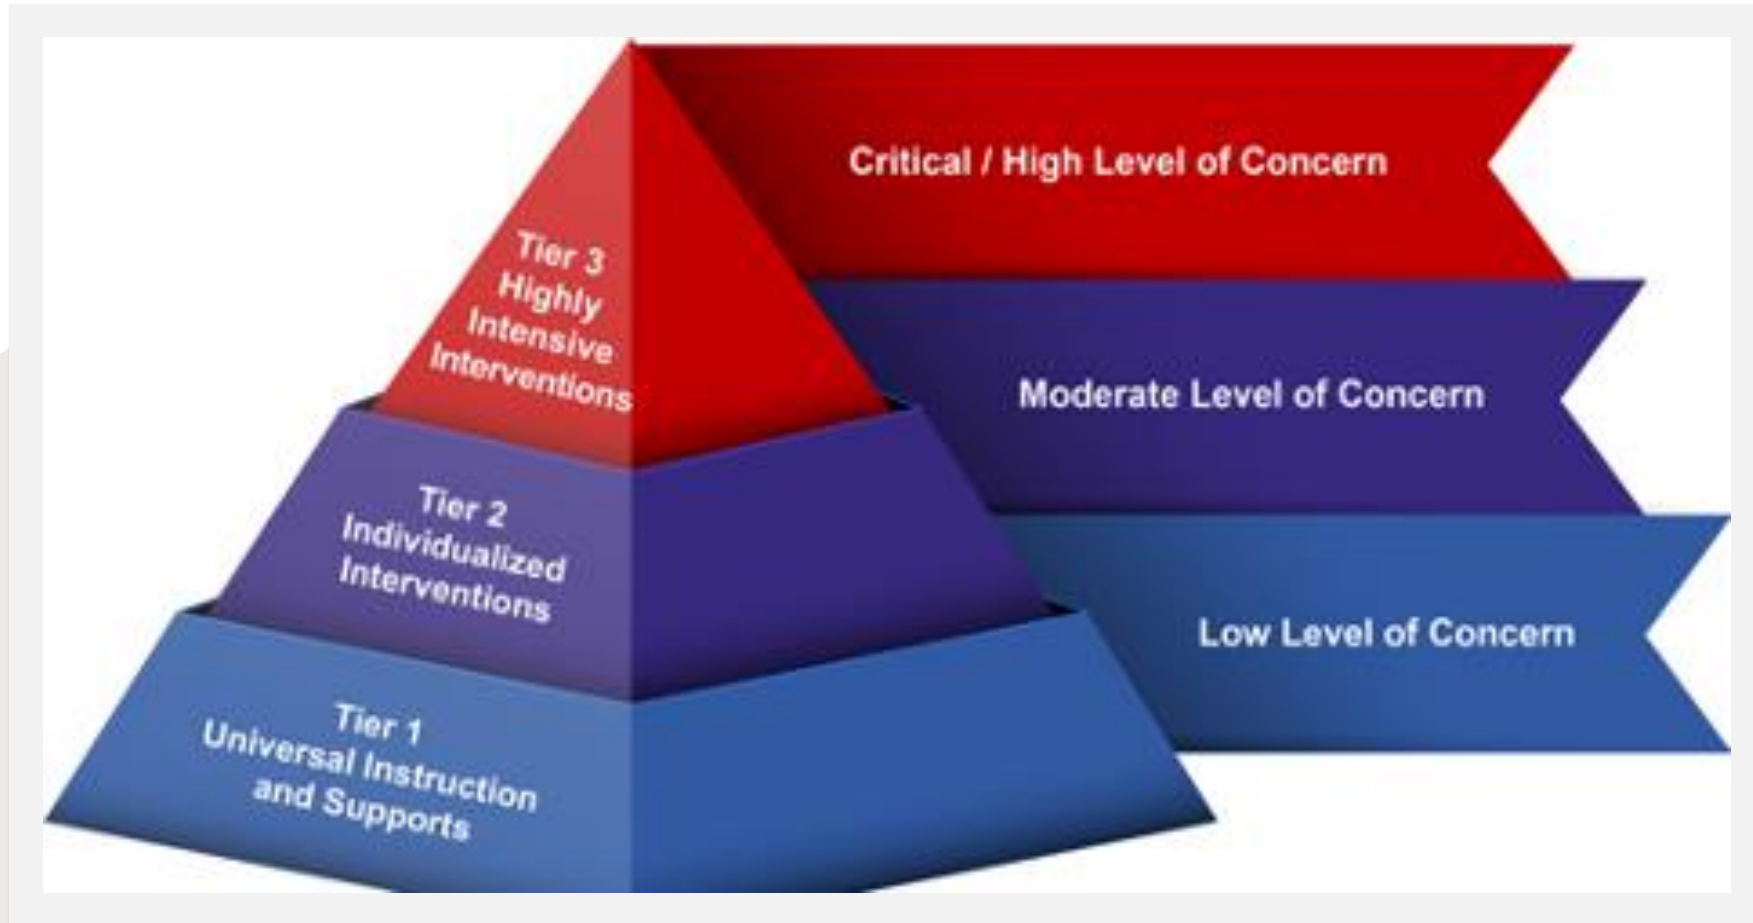 Critical / High Level of Concern
Tier 3
Highly
Intensive
Interventions
Moderate Level of Concern
Tier 2
Individualized
Interventions
Low Level of Concern
Tier 1
Universal Instruction
and Supports